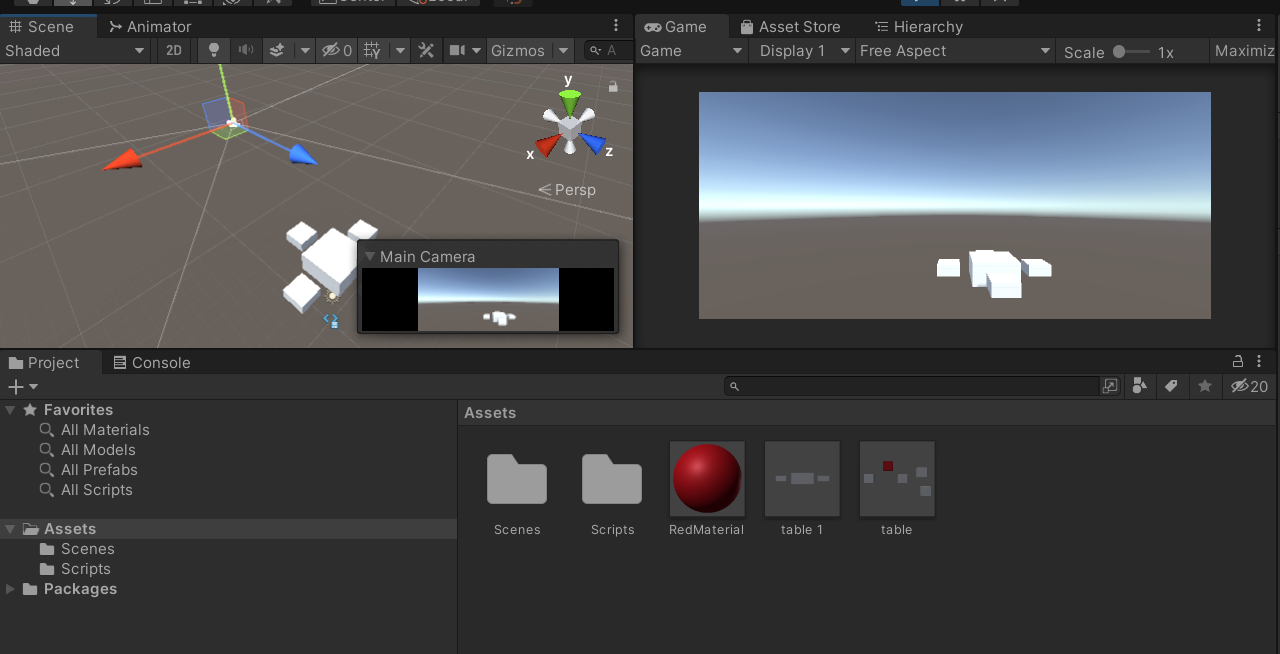 Scene Animator
Game Asset Store Hierarchy
Shaded 2D 0 Gizmos A
Game Display 1 Free Aspect Scale 1x Maximiz
y
x
z
Persp
Main Camera
Project Console
20
Favorites
All Materials
All Models
All Prefabs
All Scripts
Assets
Scenes
Scripts
Packages
Assets
Scenes Scripts RedMaterial table 1 table